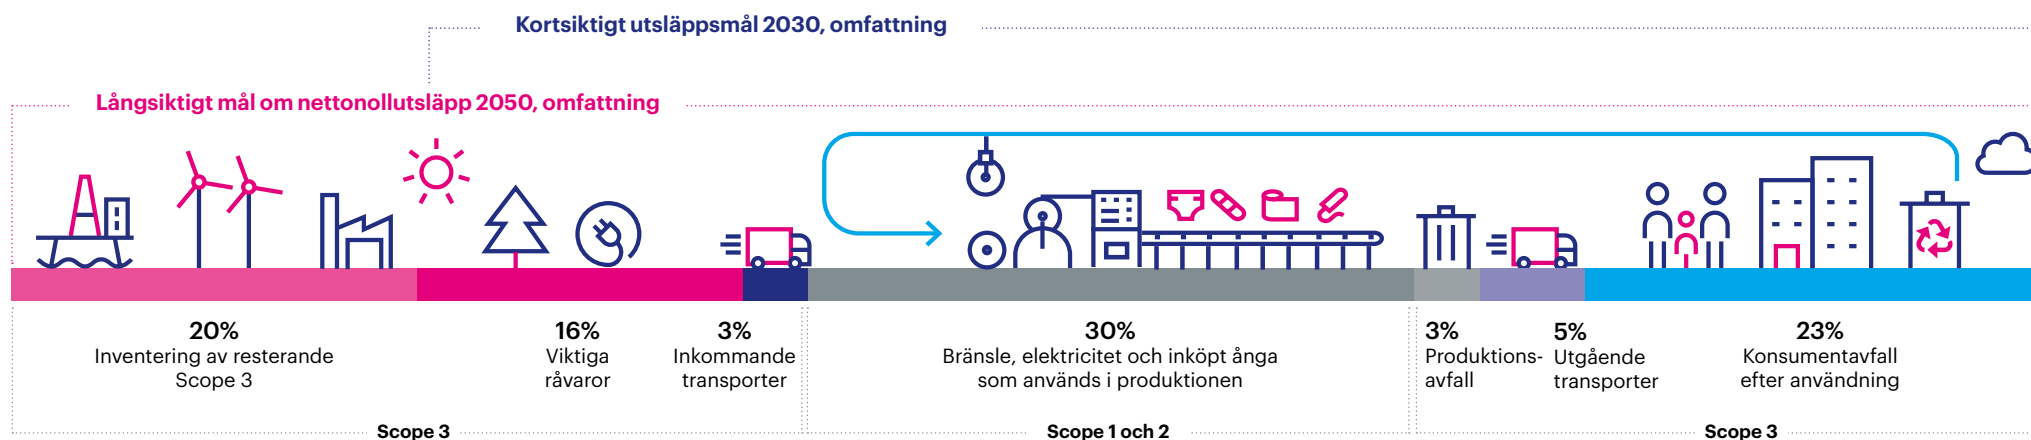 Kortsiktigt utsläppsmål 2030, omfattning
Långsiktigt mål om nettonollutsläpp 2050, omfattning
20%
Inventering av resterande
Scope 3
16%
Viktiga
råvaror
3%
Inkommande
transporter
30%
Bränsle, elektricitet och inköpt ånga
som används i produktionen
3%
Produktions-
avfall
5%
Utgående
transporter
23%
Konsumentavfall
efter användning
Scope 3
Scope 1 och 2
Scope 3